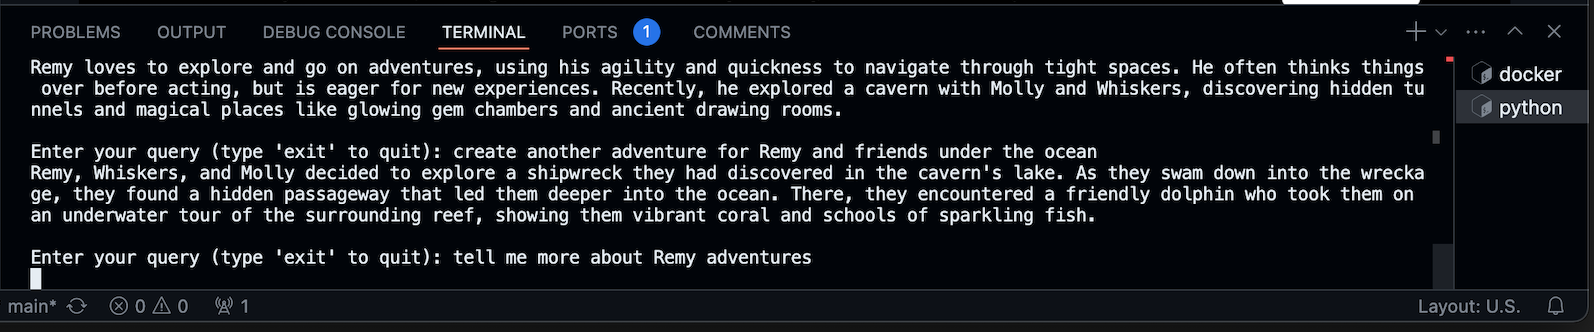 PROBLEMS OUTPUT DEBUG CONSOLE TERMINAL PORTS 1 COMMENTS
Remy loves to explore and go on adventures, using his agility and quickness to navigate through tight spaces. He often thinks things
over before acting, but is eager for new experiences. Recently, he explored a cavern with Molly and Whiskers, discovering hidden tu
nnels and magical places like glowing gem chambers and ancient drawing rooms.
Enter your query (type 'exit' to quit): create another adventure for Remy and friends under the ocean
Remy, Whiskers, and Molly decided to explore a shipwreck they had discovered in the cavern's lake. As they swam down into the wrecka
ge, they found a hidden passageway that led them deeper into the ocean. There, they encountered a friendly dolphin who took them on
an underwater tour of the surrounding reef, showing them vibrant coral and schools of sparkling fish.
Enter your query (type 'exit' to quit): tell me more about Remy adventures
docker
python
main* 0 0 1 Layout: U.S.